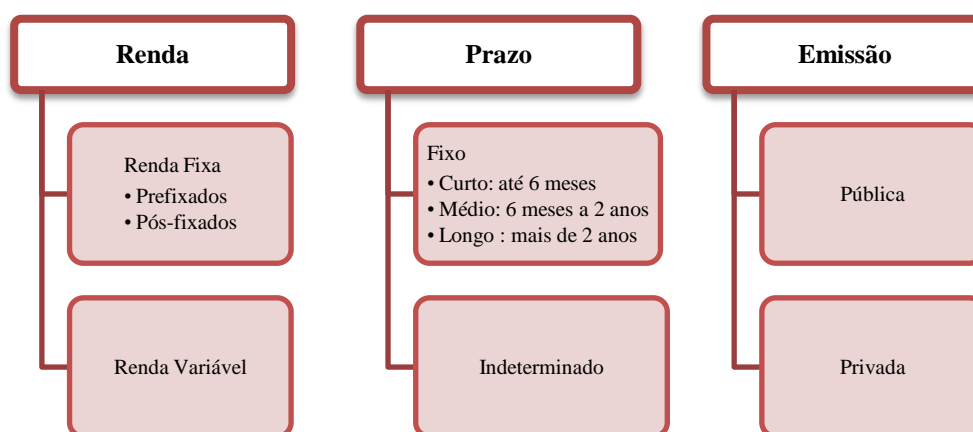 Renda
Renda Fixa
• Prefixados
• Pós-fixados
Renda Variável
Prazo
Fixo
• Curto: até 6 meses
• Médio: 6 meses a 2 anos
• Longo : mais de 2 anos
Indeterminado
Emissão
Pública
Privada